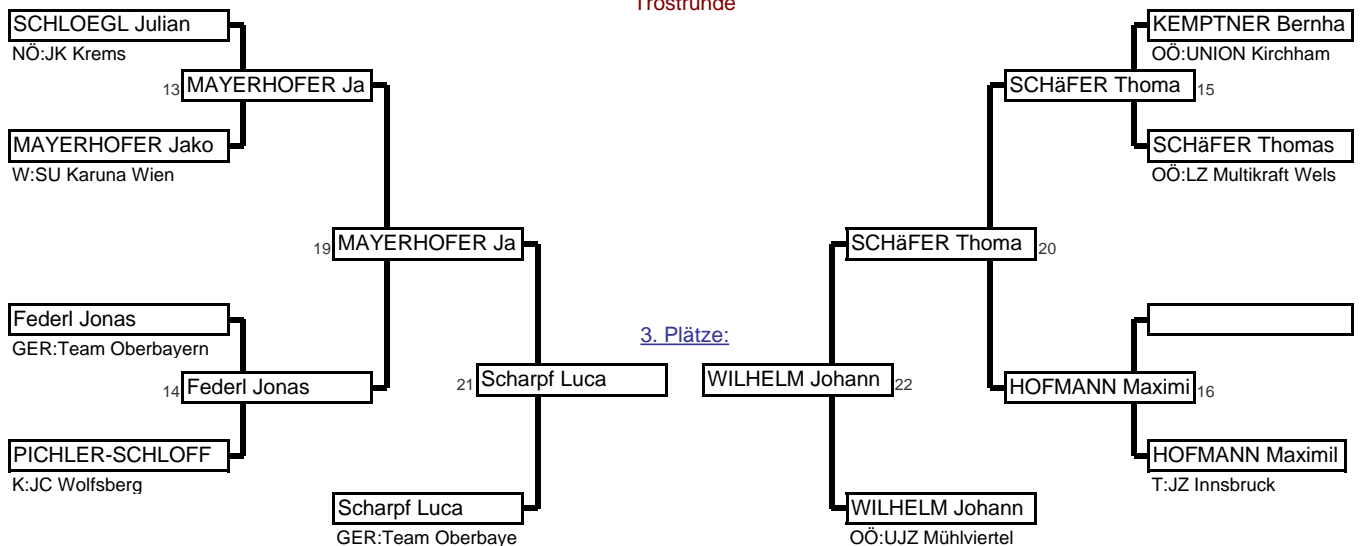 Trostrunde
SCHLOEGL Julian
NÖ:JK Krems
13 MAYERHOFER Ja
MAYERHOFER Jako
W:SU Karuna Wien
19 MAYERHOFER Ja
Federl Jonas
GER:Team Oberbayern
14 Federl Jonas
PICHLER-SCHLOFF
K:JC Wolfsberg
3. Plätze:
21 Scharpf Luca
Scharpf Luca
GER:Team Oberbaye
WILHELM Johann 22
WILHELM Johann
OÖ:UJZ Mühlviertel
KEMPTNER Bernha
OÖ:UNION Kirchham
SCHäFER Thoma 15
SCHäFER Thomas
OÖ:LZ Multikraft Wels
SCHäFER Thoma 20
HOFMANN Maximi 16
HOFMANN Maximil
T:JZ Innsbruck